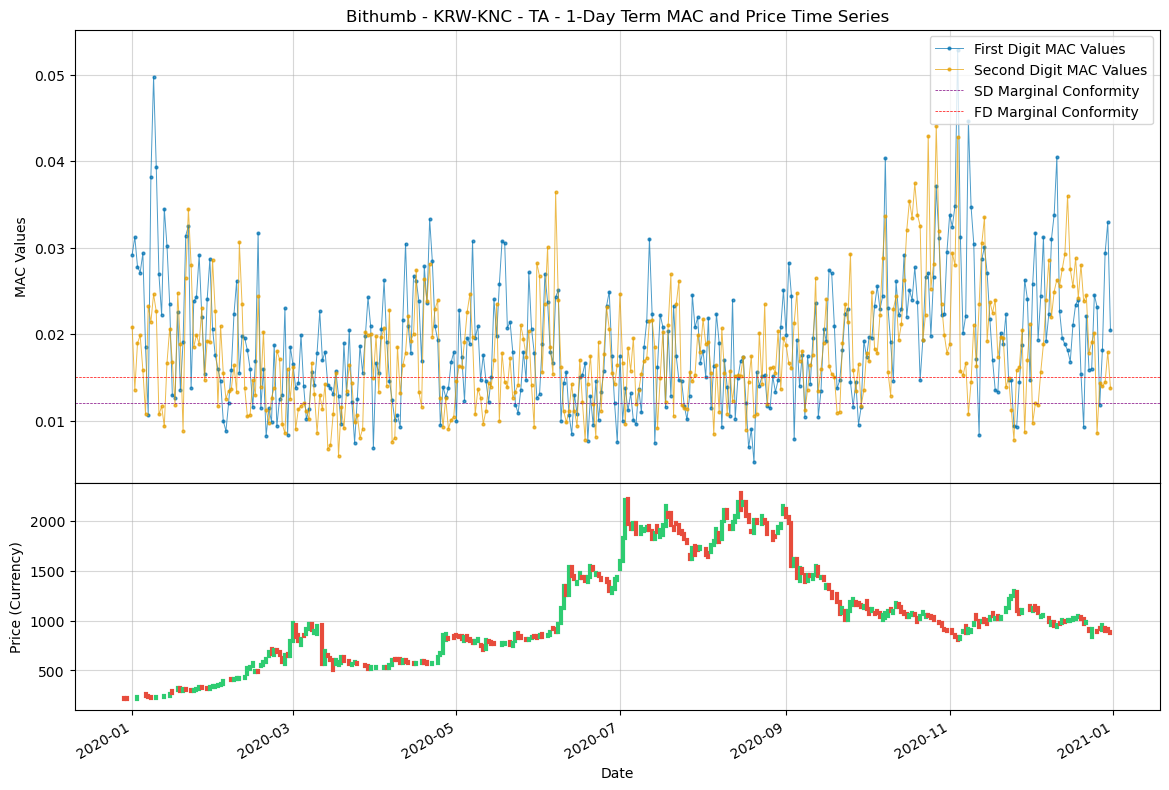 Bithumb - KRW-KNC - TA - 1-Day Term MAC and Price Time Series
First Digit MAC Values
Second Digit MAC Values
SD Marginal Conformity
FD Marginal Conformity
MAC Values
0.05
0.04
0.03
0.02
0.01
Price (Currency)
2000
1500
1000
500
2020-01
2020-03
2020-05
2020-07
2020-09
2020-11
2021-01
Date